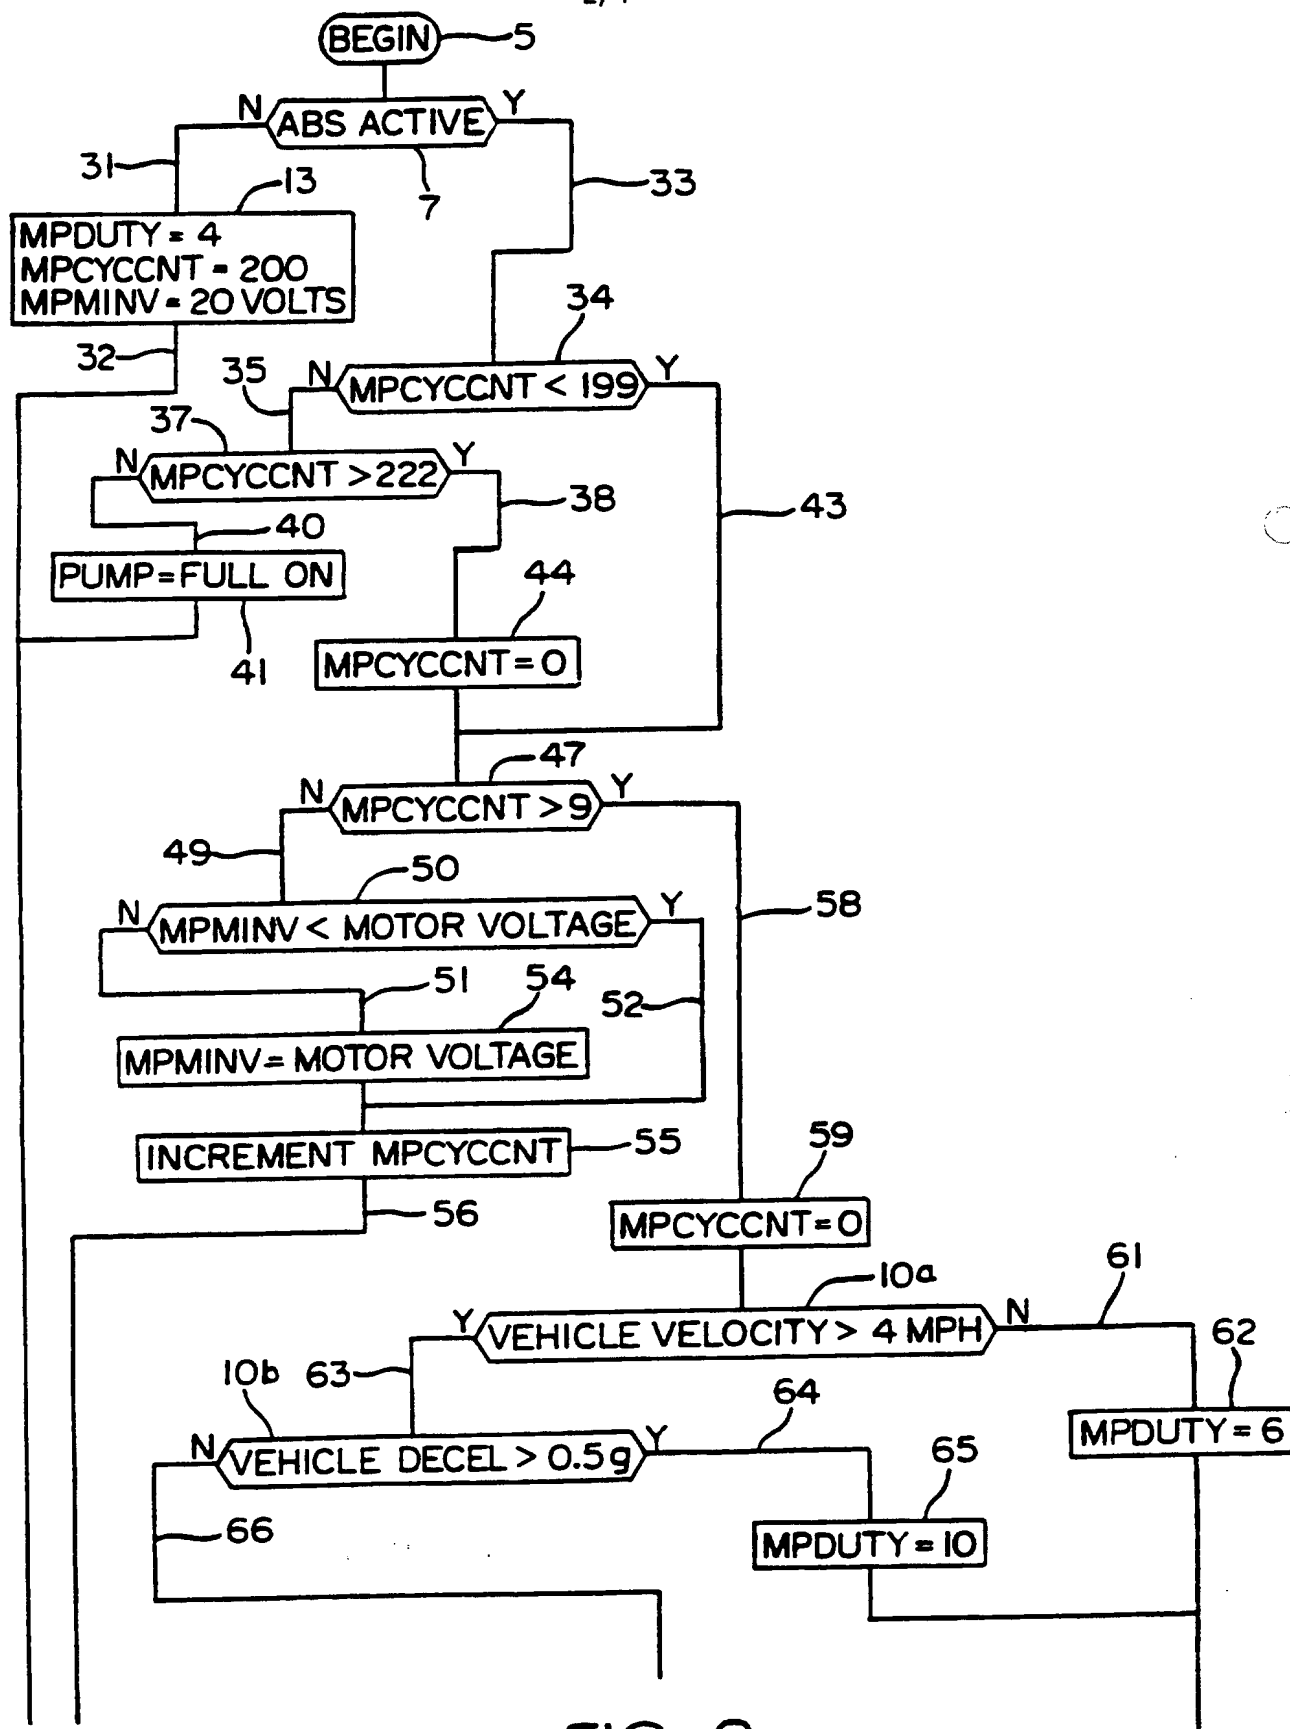 BEGIN 5
N ABS ACTIVE Y
31 13 7 33
MPDUTY = 4
MPCYCCNT = 200
MPMINV = 20 VOLTS
34
32 35 N MPCYCCNT < 199 Y
37
N MPCYCCNT > 222 Y
38 43
40
PUMP = FULL ON
44
41 MPCYCCNT = 0
47
N MPCYCCNT > 9 Y
49 50
58
N MPMINV < MOTOR VOLTAGE Y
51 54 52
MPMINV = MOTOR VOLTAGE
INCREMENT MPCYCCNT 55
59
56 MPCYCCNT = 0
10a 61
Y VEHICLE VELOCITY > 4 MPH N
62
10b 63 64
MPDUTY = 6
N VEHICLE DECEL > 0.5g Y
65
66 MPDUTY = 10